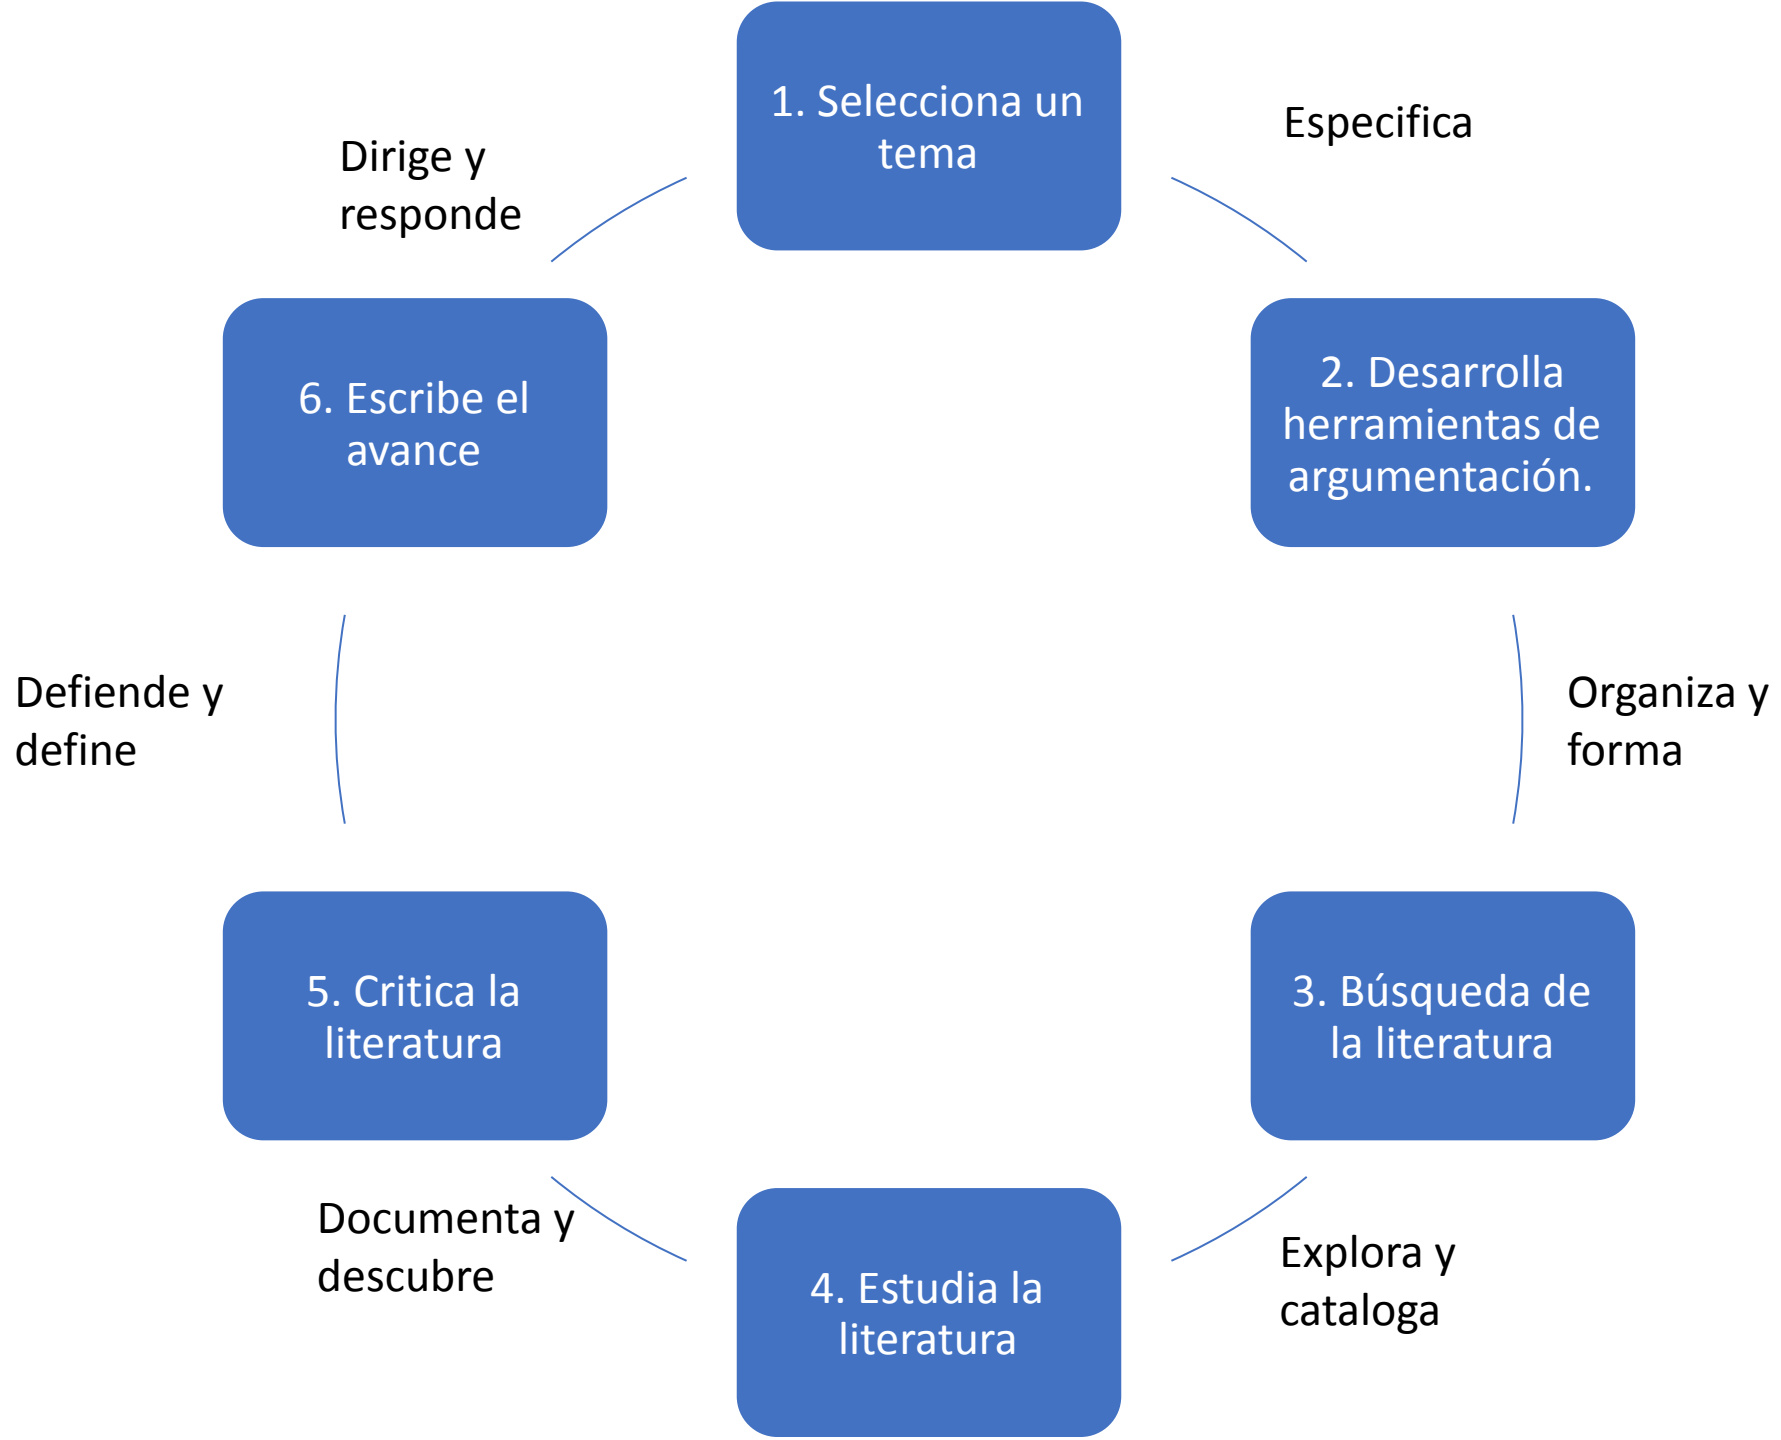 1. Selecciona un
tema
Especifica
2. Desarrolla
herramientas de
argumentación.
Organiza y
forma
3. Búsqueda de
la literatura
Explora y
cataloga
4. Estudia la
literatura
Documenta y
descubre
5. Critica la
literatura
Defiende y
define
6. Escribe el
avance
Dirige y
responde